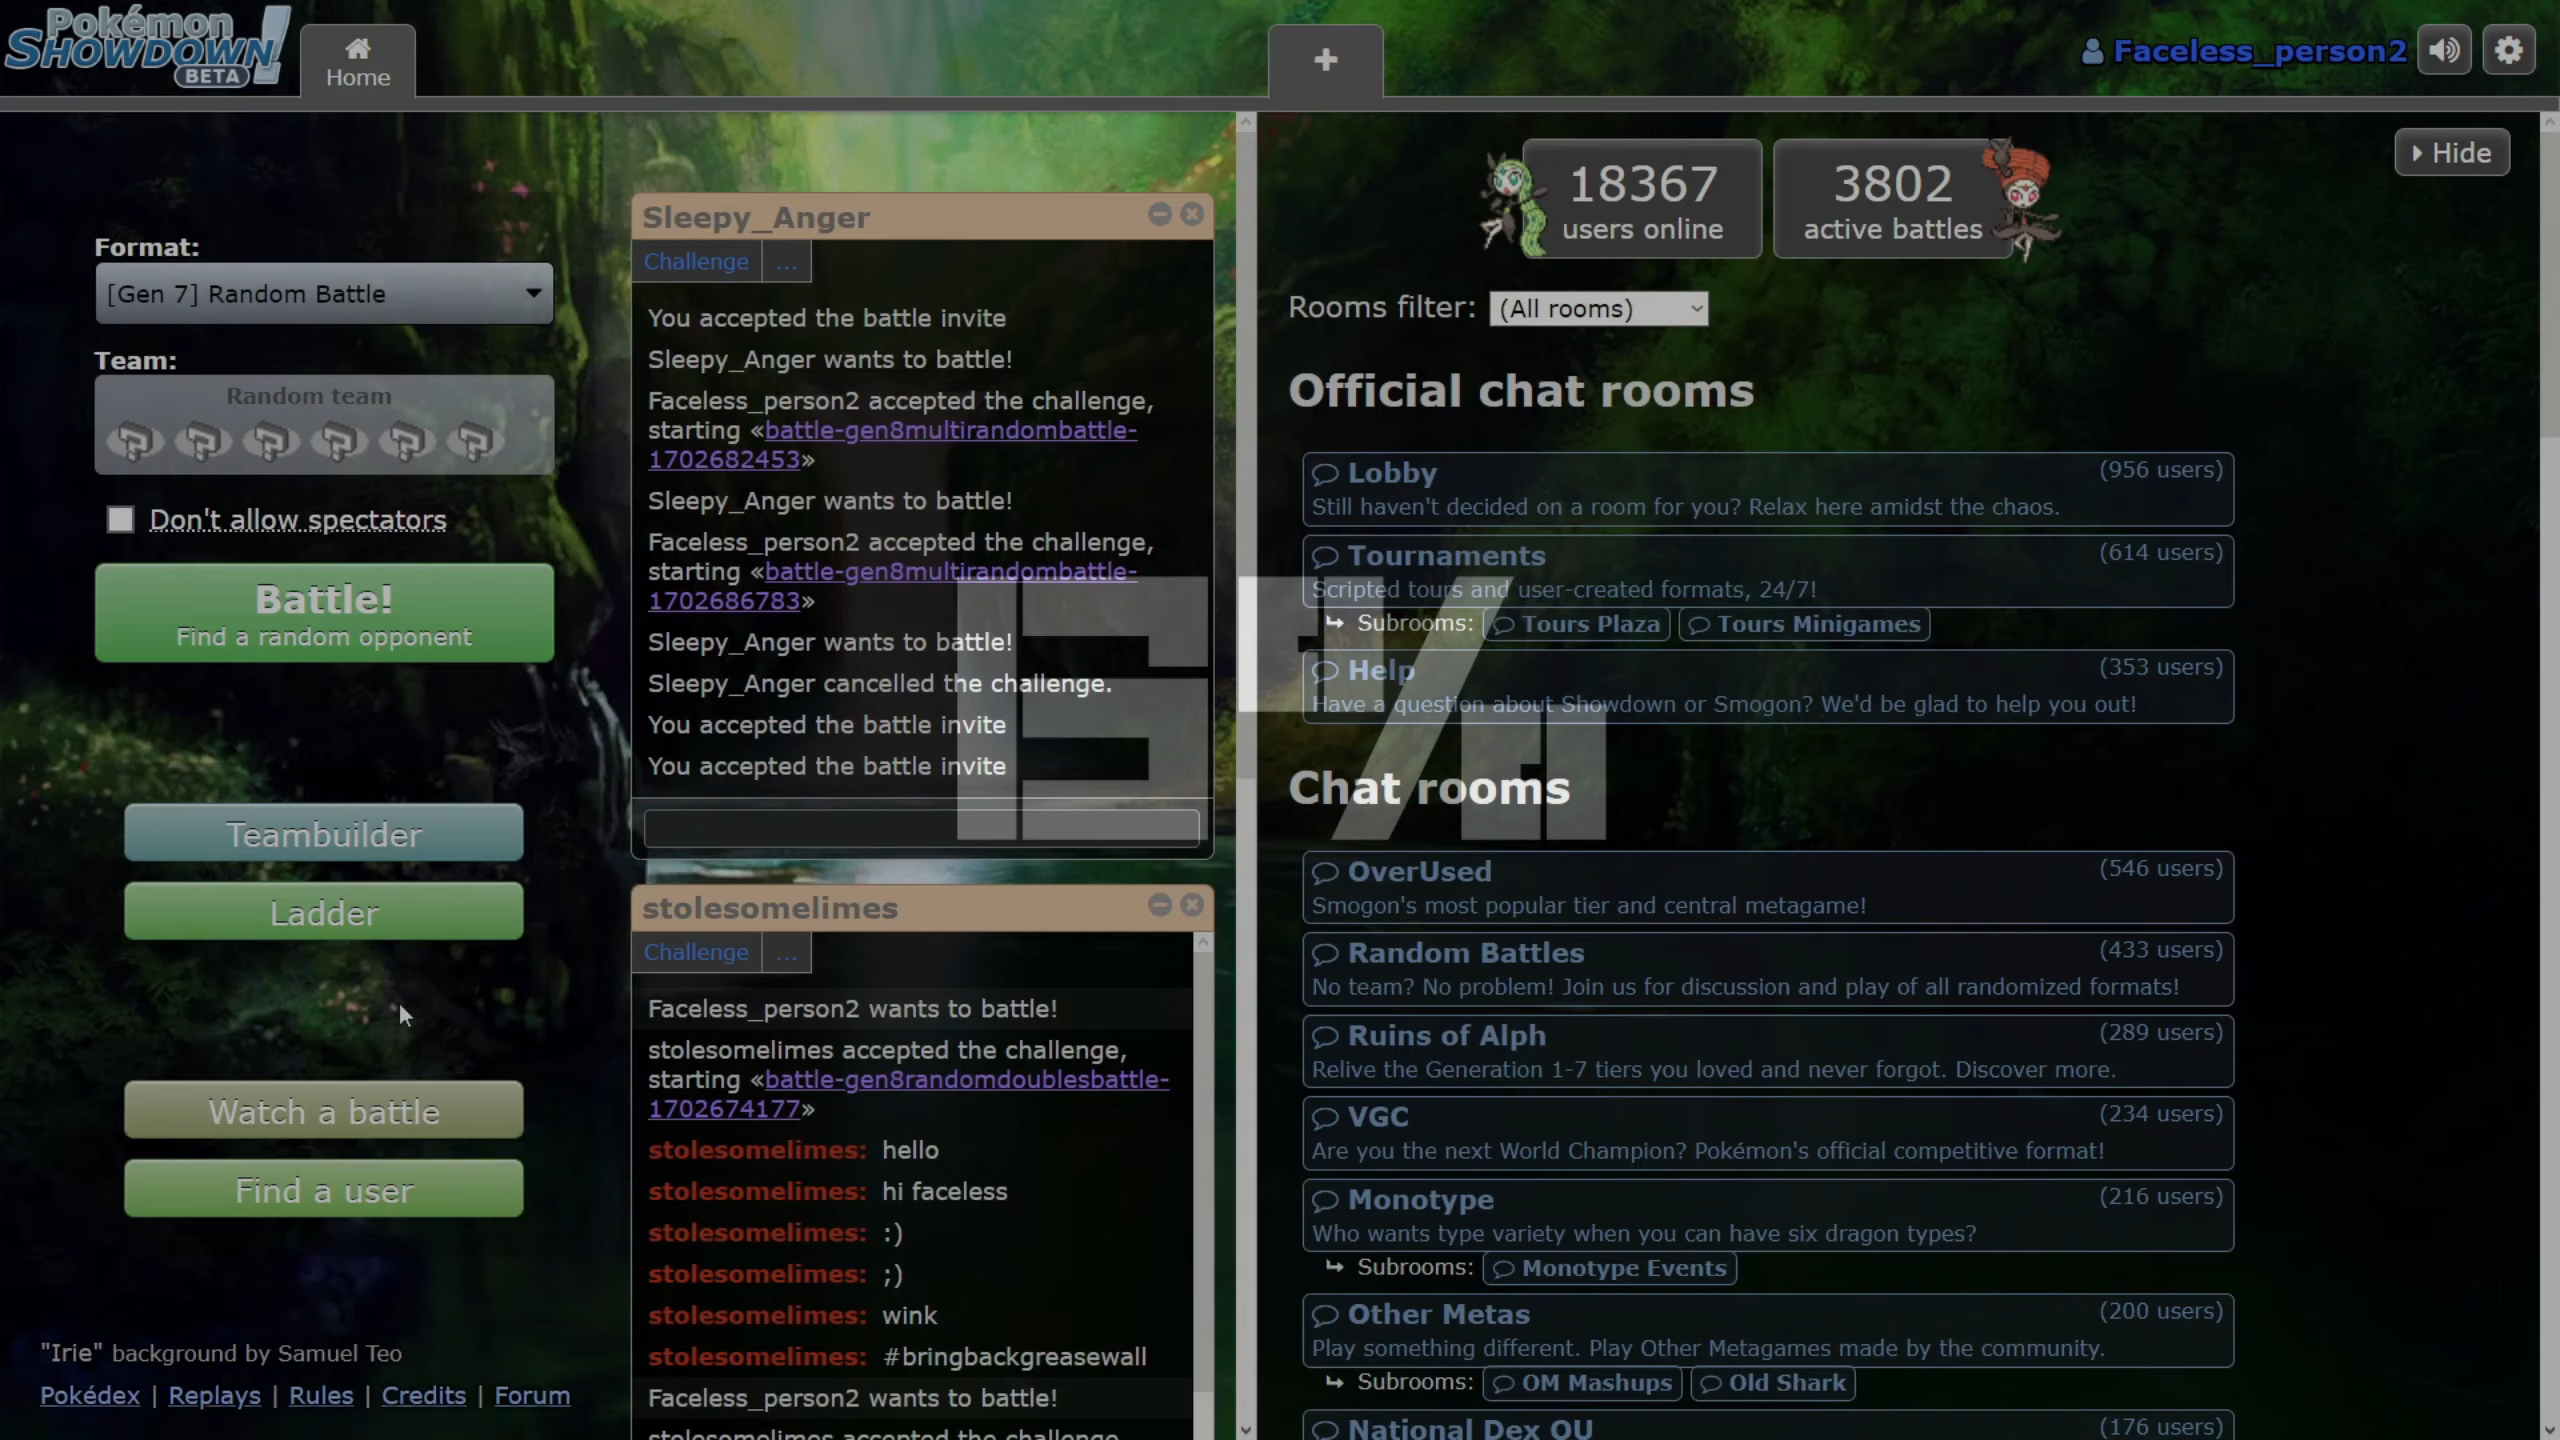 Pokémon
SHOWDOWN!
BETA
Home
Faceless_person2
Format:
[Gen 7] Random Battle
Team:
Random team
Don't allow spectators
Battle!
Find a random opponent
Teambuilder
Ladder
Watch a battle
Find a user
"Irie" background by Samuel Teo
Pokédex | Replays | Rules | Credits | Forum
Sleepy_Anger
Challenge ...
You accepted the battle invite
Sleepy_Anger wants to battle!
Faceless_person2 accepted the challenge,
starting «battle-gen8multirandombattle-
1702682453»
Sleepy_Anger wants to battle!
Faceless_person2 accepted the challenge,
starting «battle-gen8multirandombattle-
1702686783»
Sleepy_Anger wants to battle!
Sleepy_Anger cancelled the challenge.
You accepted the battle invite
You accepted the battle invite
stolesomelimes
Challenge ...
Faceless_person2 wants to battle!
stolesomelimes accepted the challenge,
starting «battle-gen8randomdoublesbattle-
1702674177»
stolesomelimes: hello
stolesomelimes: hi faceless
stolesomelimes: :)
stolesomelimes: ;)
stolesomelimes: wink
stolesomelimes: #bringbackgreasewall
Faceless_person2 wants to battle!
stolesomelimes accepted the challenge
18367
users online
3802
active battles
Hide
Rooms filter: (All rooms)
Official chat rooms
Lobby (956 users)
Still haven't decided on a room for you? Relax here amidst the chaos.
Tournaments (614 users)
Scripted tours and user-created formats, 24/7!
Subrooms: Tours Plaza Tours Minigames
Help (353 users)
Have a question about Showdown or Smogon? We'd be glad to help you out!
Chat rooms
OverUsed (546 users)
Smogon's most popular tier and central metagame!
Random Battles (433 users)
No team? No problem! Join us for discussion and play of all randomized formats!
Ruins of Alph (289 users)
Relive the Generation 1-7 tiers you loved and never forgot. Discover more.
VGC (234 users)
Are you the next World Champion? Pokémon's official competitive format!
Monotype (216 users)
Who wants type variety when you can have six dragon types?
Subrooms: Monotype Events
Other Metas (200 users)
Play something different. Play Other Metagames made by the community.
Subrooms: OM Mashups Old Shark
National Dex OU (176 users)